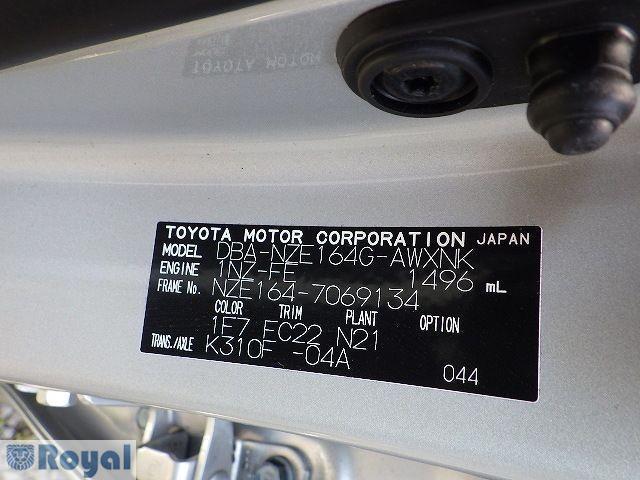 TOYOTA MOTOR CORPORATION JAPAN
MODEL DBA-NZE164G-AWXNK
ENGINE 1NZ-FE 1496 mL
FRAME No. NZE164-7069134
COLOR TRIM PLANT OPTION
1F7 EC22 N21
TRANS./AXLE K310F -04A
044
Royal